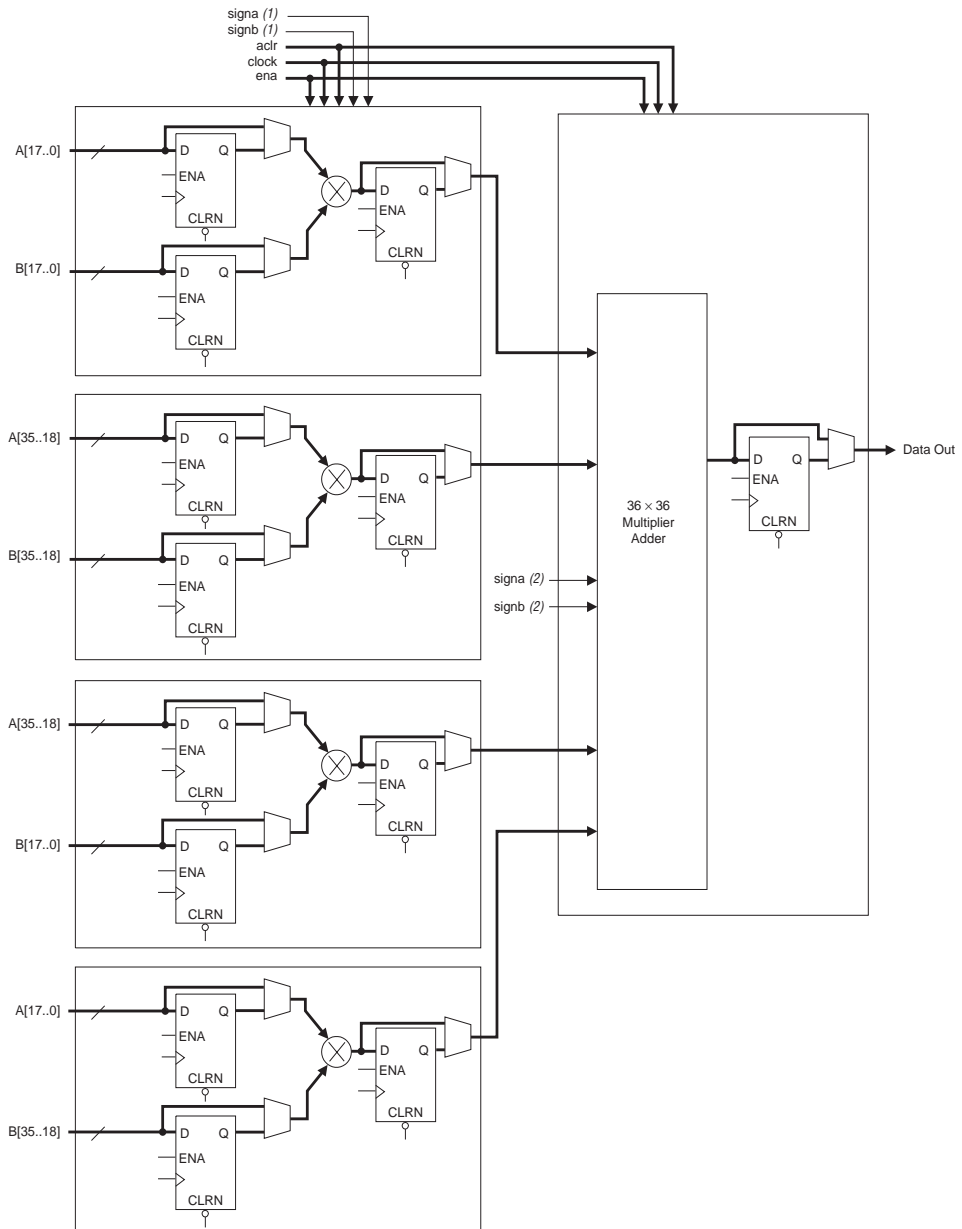 signa (1)
signb (1)
aclr
clock
ena
A[17..0]
D Q
ENA
CLRN
D Q
ENA
CLRN
B[17..0]
D Q
ENA
CLRN
A[35..18]
D Q
ENA
CLRN
D Q
ENA
CLRN
B[35..18]
D Q
ENA
CLRN
36 × 36
Multiplier
Adder
signa (2)
signb (2)
D Q
ENA
CLRN
Data Out
A[35..18]
D Q
ENA
CLRN
D Q
ENA
CLRN
B[17..0]
D Q
ENA
CLRN
A[17..0]
D Q
ENA
CLRN
D Q
ENA
CLRN
B[35..18]
D Q
ENA
CLRN